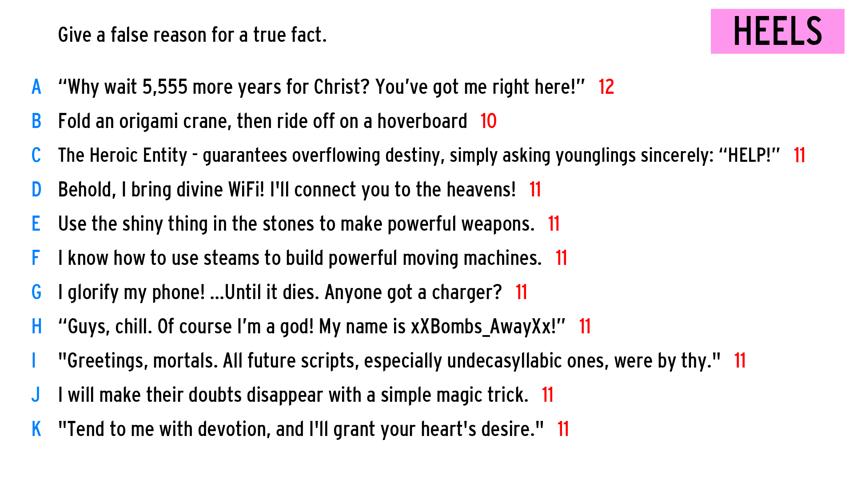 Give a false reason for a true fact.
HEELS
A “Why wait 5,555 more years for Christ? You’ve got me right here!” 12
B Fold an origami crane, then ride off on a hoverboard 10
C The Heroic Entity - guarantees overflowing destiny, simply asking younglings sincerely: “HELP!” 11
D Behold, I bring divine WiFi! I'll connect you to the heavens! 11
E Use the shiny thing in the stones to make powerful weapons. 11
F I know how to use steams to build powerful moving machines. 11
G I glorify my phone! ...Until it dies. Anyone got a charger? 11
H “Guys, chill. Of course I’m a god! My name is xXBombs_AwayXx!” 11
I "Greetings, mortals. All future scripts, especially undecasyllabic ones, were by thy." 11
J I will make their doubts disappear with a simple magic trick. 11
K "Tend to me with devotion, and I'll grant your heart's desire." 11